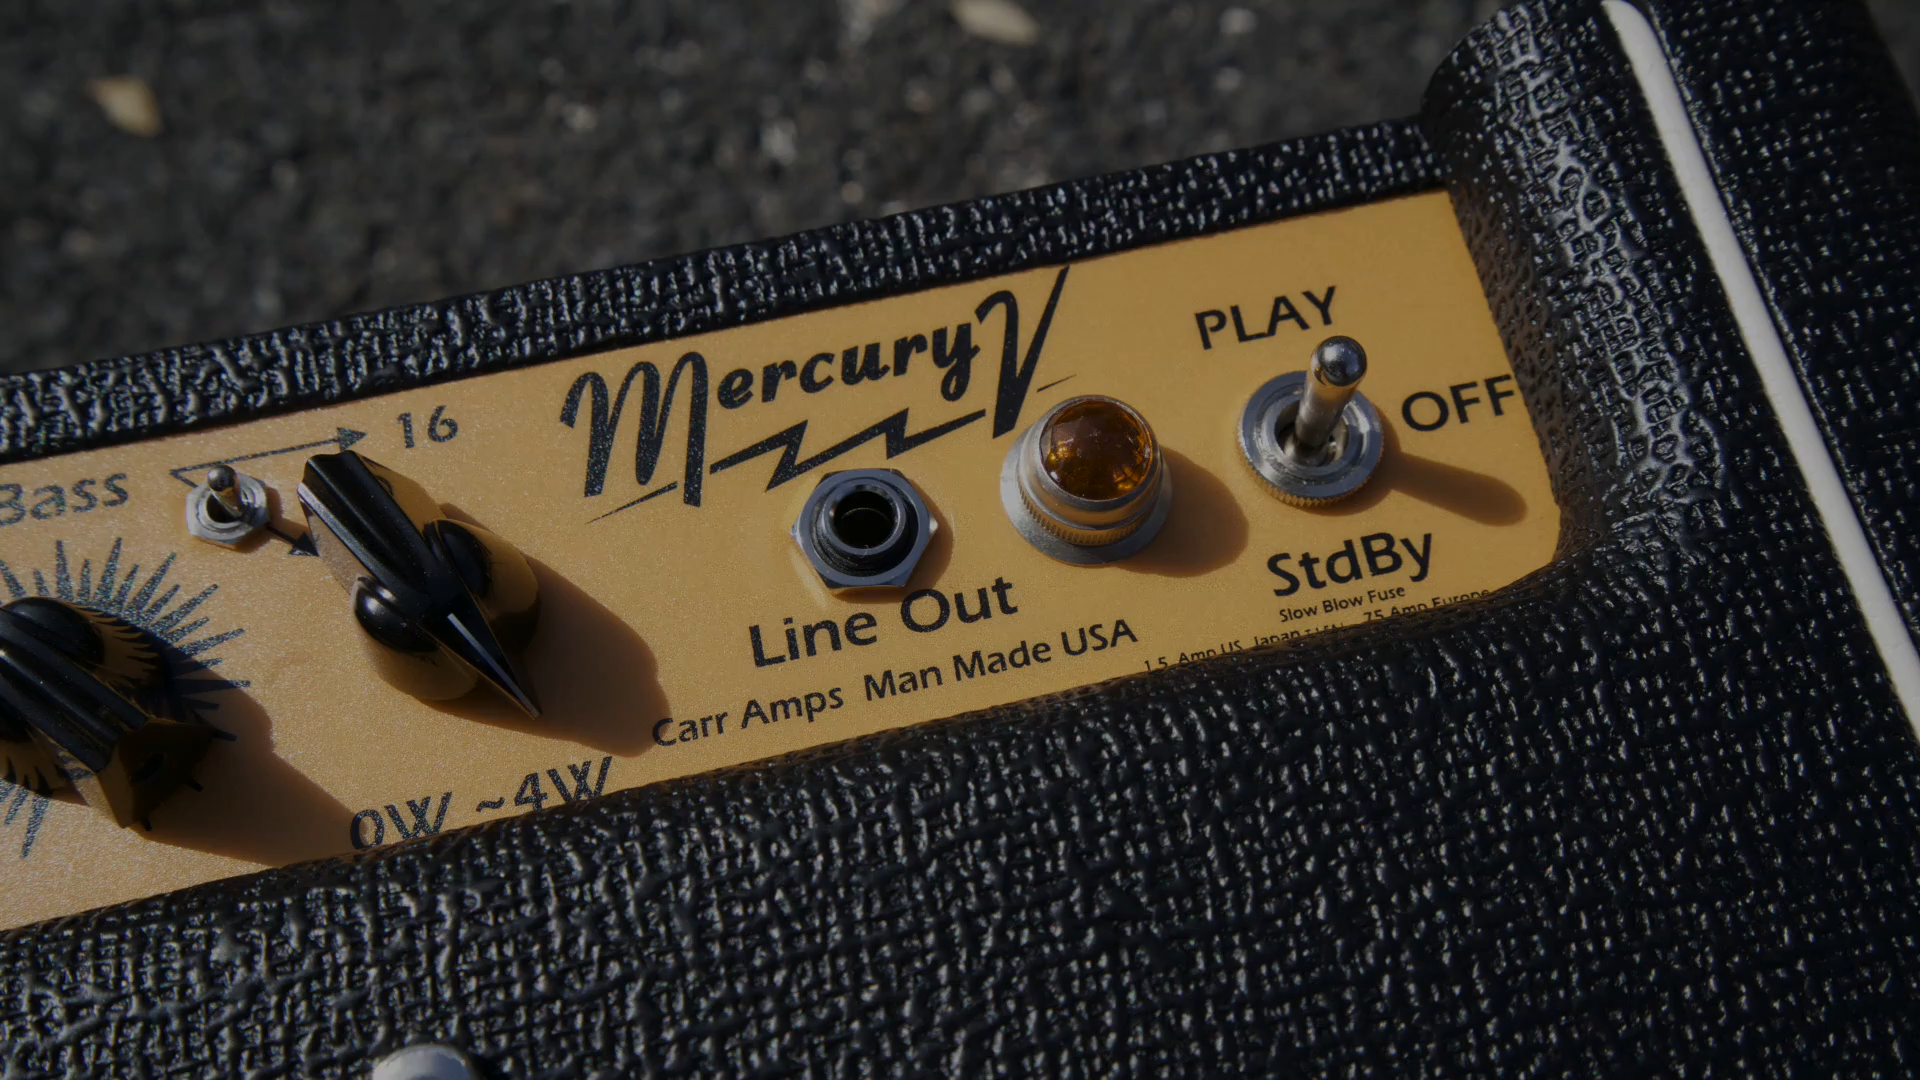 Bass
16
Mercury V
PLAY
OFF
StdBy
Line Out
Slow Blow Fuse
Carr Amps Man Made USA
0W ~4W